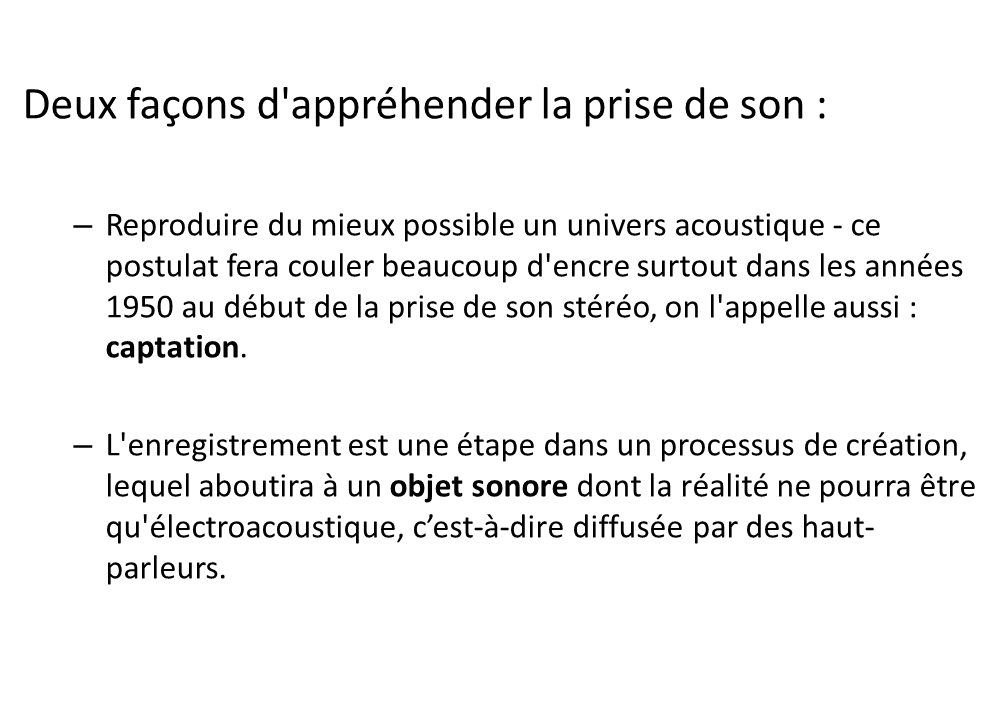 Deux façons d'appréhender la prise de son :
– Reproduire du mieux possible un univers acoustique - ce
postulat fera couler beaucoup d'encre surtout dans les années
1950 au début de la prise de son stéréo, on l'appelle aussi :
captation.
– L'enregistrement est une étape dans un processus de création,
lequel aboutira à un objet sonore dont la réalité ne pourra être
qu'électroacoustique, c’est-à-dire diffusée par des haut-
parleurs.